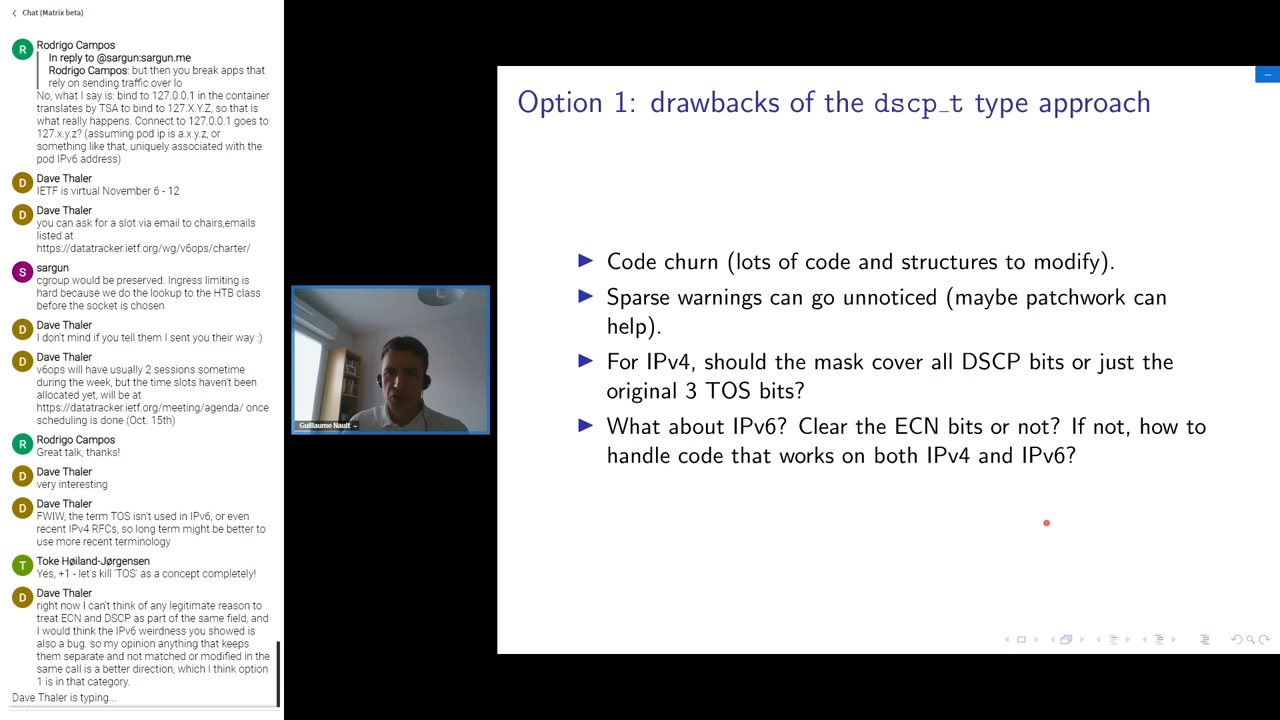 Chat (Matrix beta)
R
Rodrigo Campos
In reply to @sargun:sargun.me
Rodrigo Campos: but then you break apps that
rely on sending traffic over lo
No, what I say is: bind to 127.0.0.1 in the container
translates by TSA to bind to 127.X.Y.Z, so that is
what really happens. Connect to 127.0.0.1 goes to
127.x.y.z? (assuming pod ip is a.x.y.z, or
something like that, uniquely associated with the
pod IPv6 address)
D
Dave Thaler
IETF is virtual November 6 - 12
D
Dave Thaler
you can ask for a slot via email to chairs,emails
listed at
https://datatracker.ietf.org/wg/v6ops/charter/
S
sargun
cgroup would be preserved. Ingress limiting is
hard because we do the lookup to the HTB class
before the socket is chosen
D
Dave Thaler
I don't mind if you tell them I sent you their way :)
D
Dave Thaler
v6ops will have usually 2 sessions sometime
during the week, but the time slots haven't been
allocated yet, will be at
https://datatracker.ietf.org/meeting/agenda/ once
scheduling is done (Oct. 15th)
R
Rodrigo Campos
Great talk, thanks!
D
Dave Thaler
very interesting
D
Dave Thaler
FWIW, the term TOS isn't used in IPv6, or even
recent IPv4 RFCs, so long term might be better to
use more recent terminology
T
Toke Høiland-Jørgensen
Yes, +1 - let's kill 'TOS' as a concept completely!
D
Dave Thaler
right now I can't think of any legitimate reason to
treat ECN and DSCP as part of the same field, and
I would think the IPv6 weirdness you showed is
also a bug. so my opinion anything that keeps
them separate and not matched or modified in the
same call is a better direction, which I think option
1 is in that category.
Dave Thaler is typing...
Guillaume Nault
Option 1: drawbacks of the dscp_t type approach
Code churn (lots of code and structures to modify).
Sparse warnings can go unnoticed (maybe patchwork can
help).
For IPv4, should the mask cover all DSCP bits or just the
original 3 TOS bits?
What about IPv6? Clear the ECN bits or not? If not, how to
handle code that works on both IPv4 and IPv6?